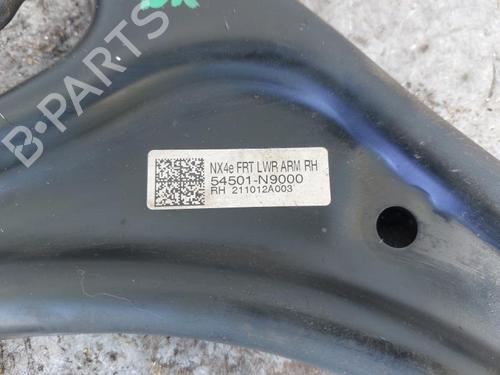 B-PARTS
NX4e FRT LWR ARM RH
54501-N9000
RH 211012A003